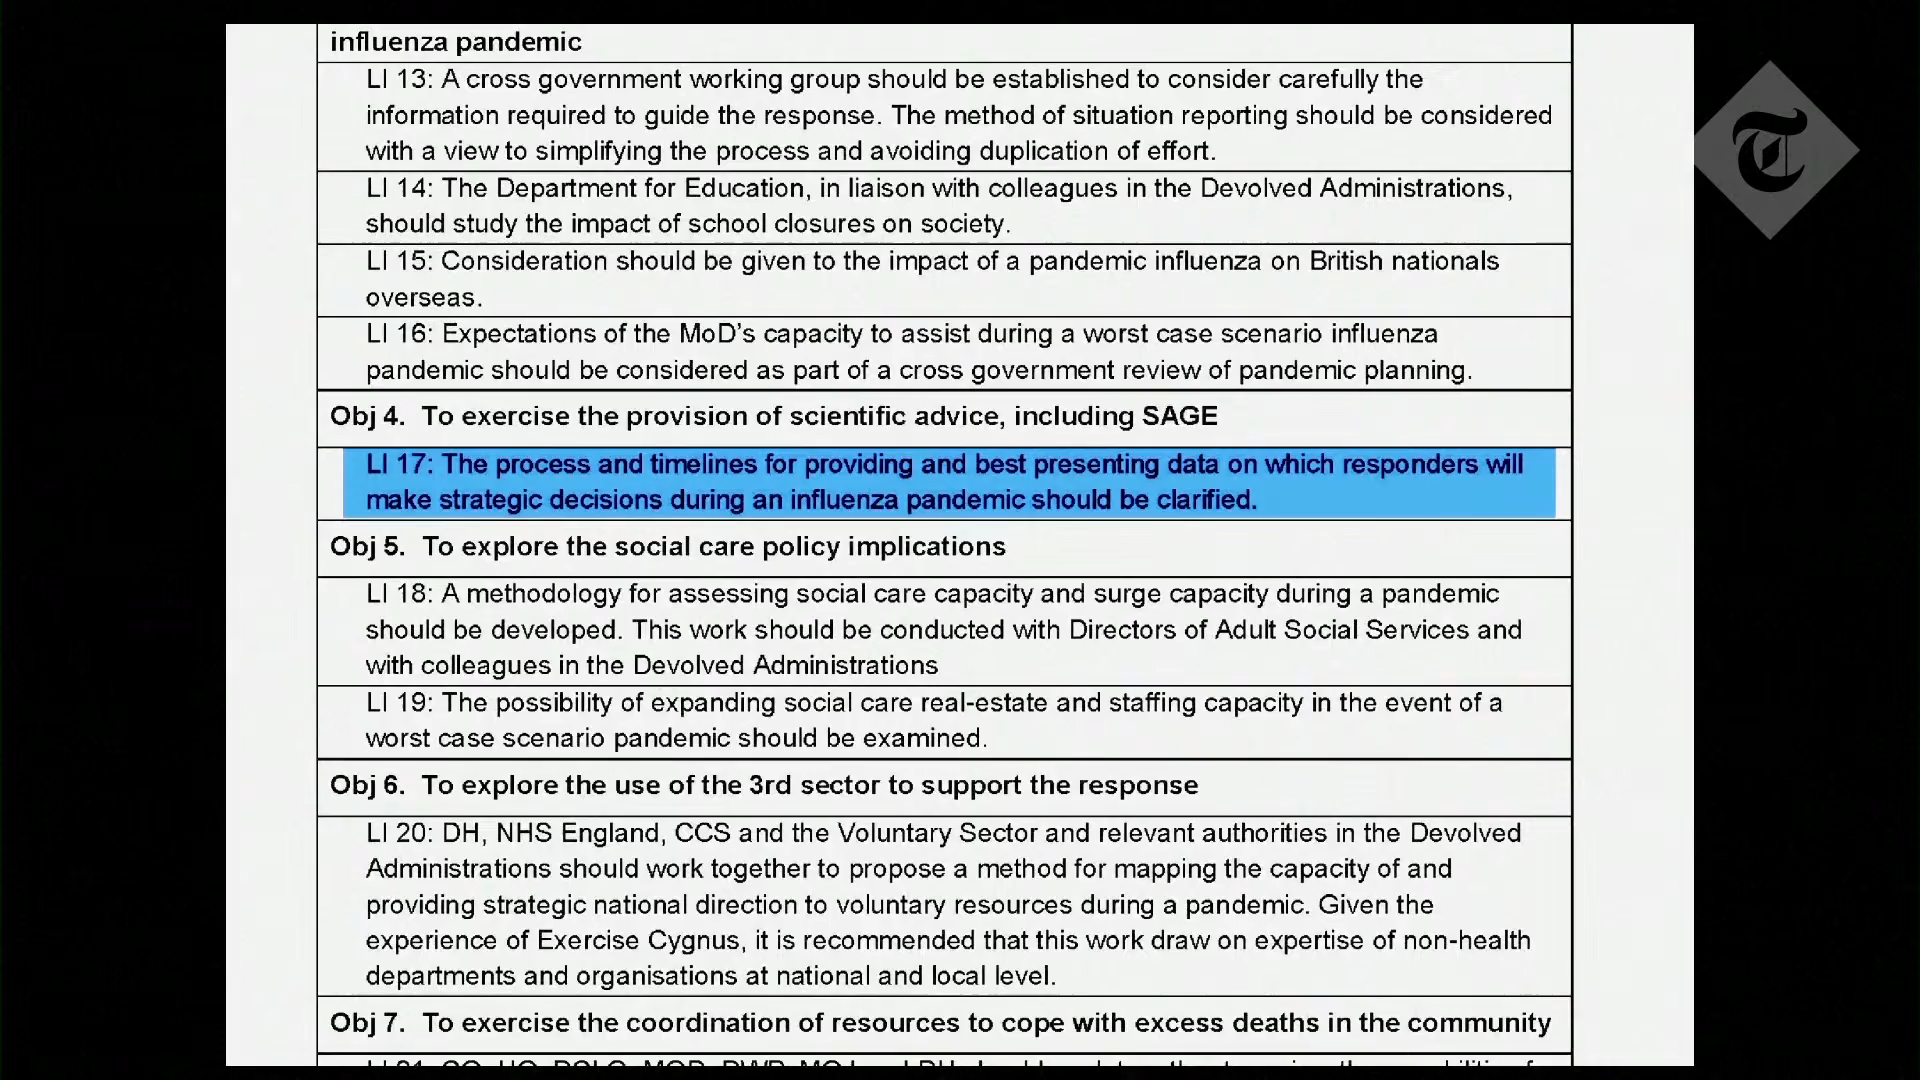 influenza pandemic
LI 13: A cross government working group should be established to consider carefully the
information required to guide the response. The method of situation reporting should be considered
with a view to simplifying the process and avoiding duplication of effort.
LI 14: The Department for Education, in liaison with colleagues in the Devolved Administrations,
should study the impact of school closures on society.
LI 15: Consideration should be given to the impact of a pandemic influenza on British nationals
overseas.
LI 16: Expectations of the MoD’s capacity to assist during a worst case scenario influenza
pandemic should be considered as part of a cross government review of pandemic planning.
Obj 4. To exercise the provision of scientific advice, including SAGE
LI 17: The process and timelines for providing and best presenting data on which responders will
make strategic decisions during an influenza pandemic should be clarified.
Obj 5. To explore the social care policy implications
LI 18: A methodology for assessing social care capacity and surge capacity during a pandemic
should be developed. This work should be conducted with Directors of Adult Social Services and
with colleagues in the Devolved Administrations
LI 19: The possibility of expanding social care real-estate and staffing capacity in the event of a
worst case scenario pandemic should be examined.
Obj 6. To explore the use of the 3rd sector to support the response
LI 20: DH, NHS England, CCS and the Voluntary Sector and relevant authorities in the Devolved
Administrations should work together to propose a method for mapping the capacity of and
providing strategic national direction to voluntary resources during a pandemic. Given the
experience of Exercise Cygnus, it is recommended that this work draw on expertise of non-health
departments and organisations at national and local level.
Obj 7. To exercise the coordination of resources to cope with excess deaths in the community
T